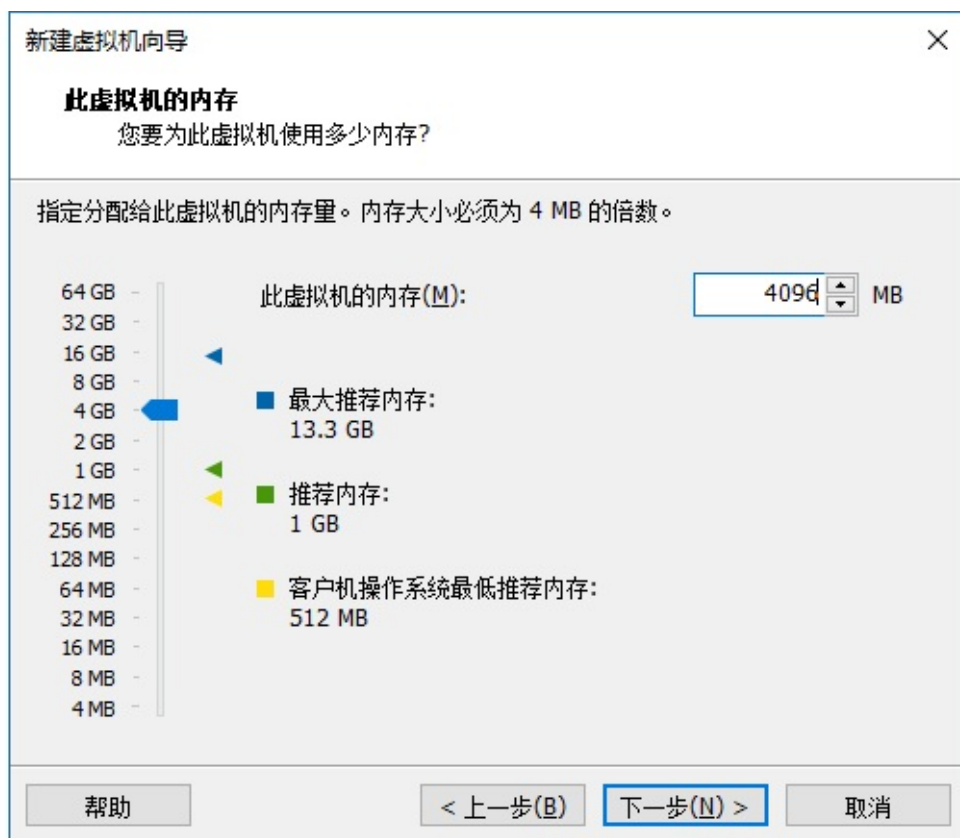 新建虚拟机向导
此虚拟机的内存
您要为此虚拟机使用多少内存?
指定分配给此虚拟机的内存量。内存大小必须为 4 MB 的倍数。
64 GB
32 GB
16 GB
8 GB
4 GB
2 GB
1 GB
512 MB
256 MB
128 MB
64 MB
32 MB
16 MB
8 MB
4 MB
此虚拟机的内存(M):
4096
MB
最大推荐内存:
13.3 GB
推荐内存:
1 GB
客户机操作系统最低推荐内存:
512 MB
帮助
< 上一步(B)
下一步(N) >
取消